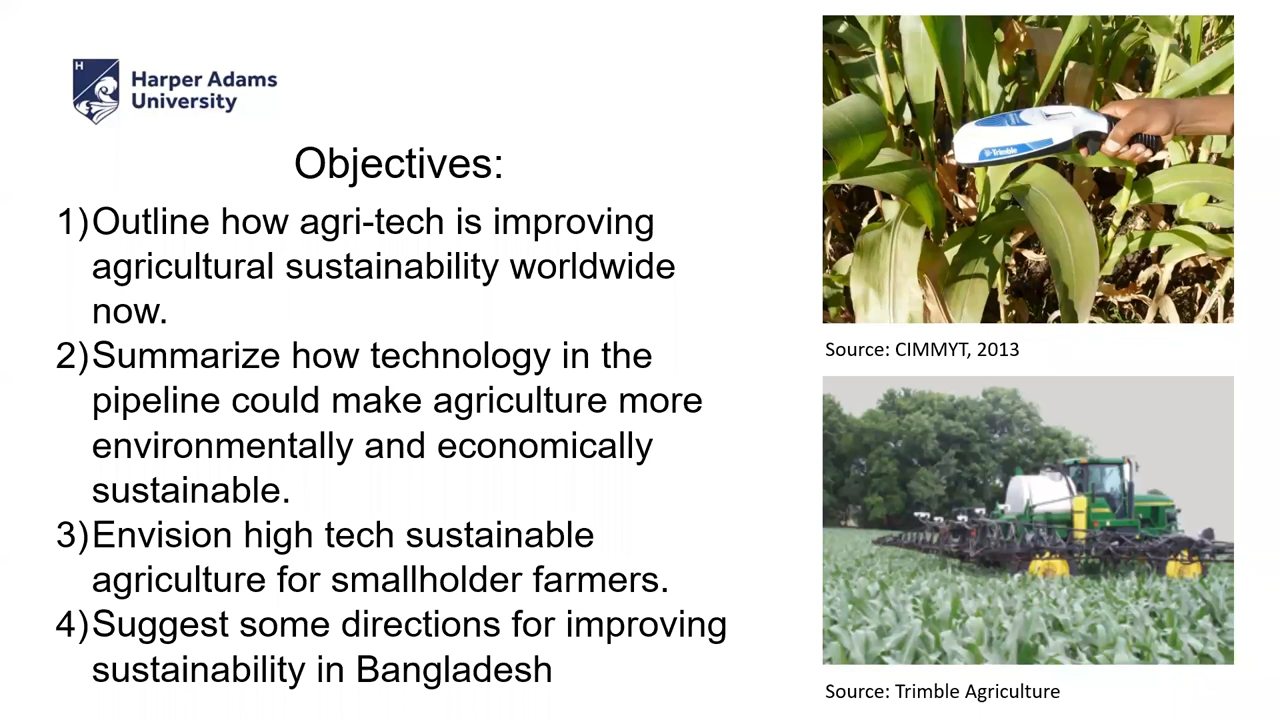 H
Harper Adams
University
Objectives:
1)Outline how agri-tech is improving
agricultural sustainability worldwide
now.
2)Summarize how technology in the
pipeline could make agriculture more
environmentally and economically
sustainable.
3)Envision high tech sustainable
agriculture for smallholder farmers.
4)Suggest some directions for improving
sustainability in Bangladesh
Trimble
Source: CIMMYT, 2013
Source: Trimble Agriculture